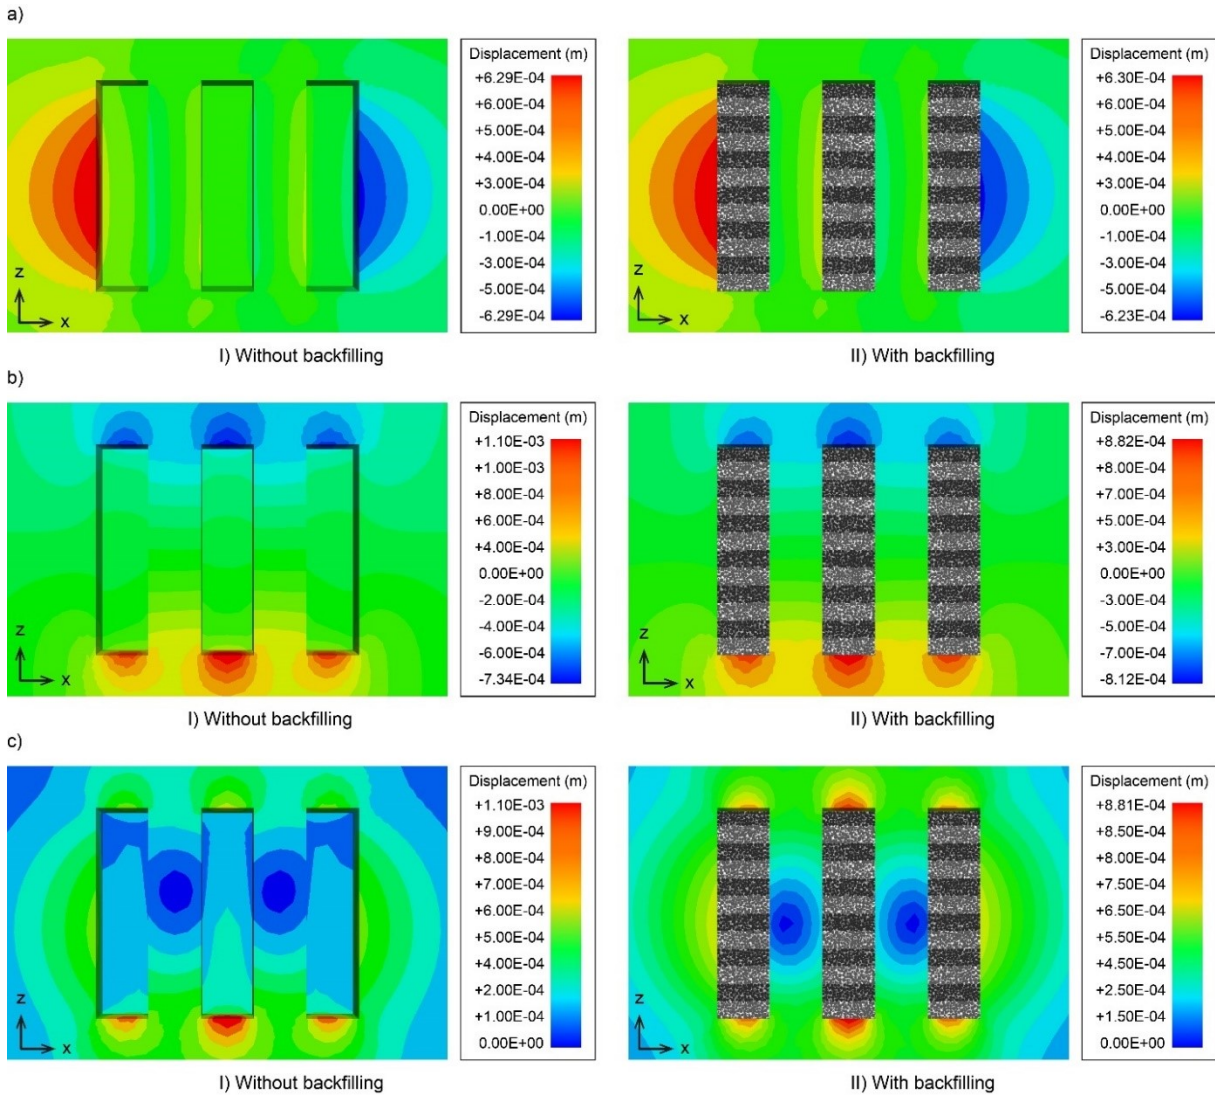 a)
Displacement (m)
+6.29E-04
+6.00E-04
+5.00E-04
+4.00E-04
+3.00E-04
0.00E+00
-1.00E-04
-3.00E-04
-5.00E-04
-6.29E-04
z
x
I) Without backfilling
Displacement (m)
+6.30E-04
+6.00E-04
+5.00E-04
+4.00E-04
+3.00E-04
0.00E+00
-1.00E-04
-3.00E-04
-5.00E-04
-6.23E-04
z
x
II) With backfilling
b)
Displacement (m)
+1.10E-03
+1.00E-03
+8.00E-04
+6.00E-04
+4.00E-04
0.00E+00
-2.00E-04
-4.00E-04
-6.00E-04
-7.34E-04
z
x
I) Without backfilling
Displacement (m)
+8.82E-04
+8.00E-04
+7.00E-04
+5.00E-04
+3.00E-04
0.00E+00
-3.00E-04
-5.00E-04
-7.00E-04
-8.12E-04
z
x
II) With backfilling
c)
Displacement (m)
+1.10E-03
+9.00E-04
+8.00E-04
+7.00E-04
+6.00E-04
+5.00E-04
+4.00E-04
+2.00E-04
+1.00E-04
0.00E+00
z
x
I) Without backfilling
Displacement (m)
+8.81E-04
+8.50E-04
+7.50E-04
+6.50E-04
+5.50E-04
+4.50E-04
+3.50E-04
+2.50E-04
+1.50E-04
0.00E+00
z
x
II) With backfilling